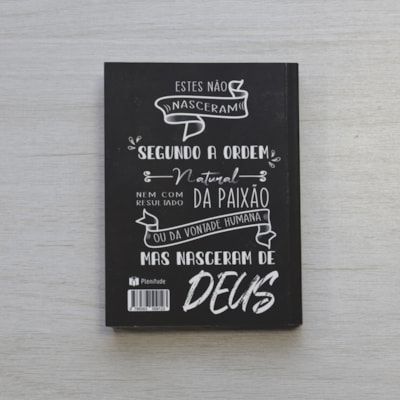 ESTES NÃO
NASCERAM
SEGUNDO A ORDEM
Natural
NEM COM
RESULTADO
DA PAIXÃO
OU DA VONTADE HUMANA
MAS NASCERAM DE
DEUS
Plenitude